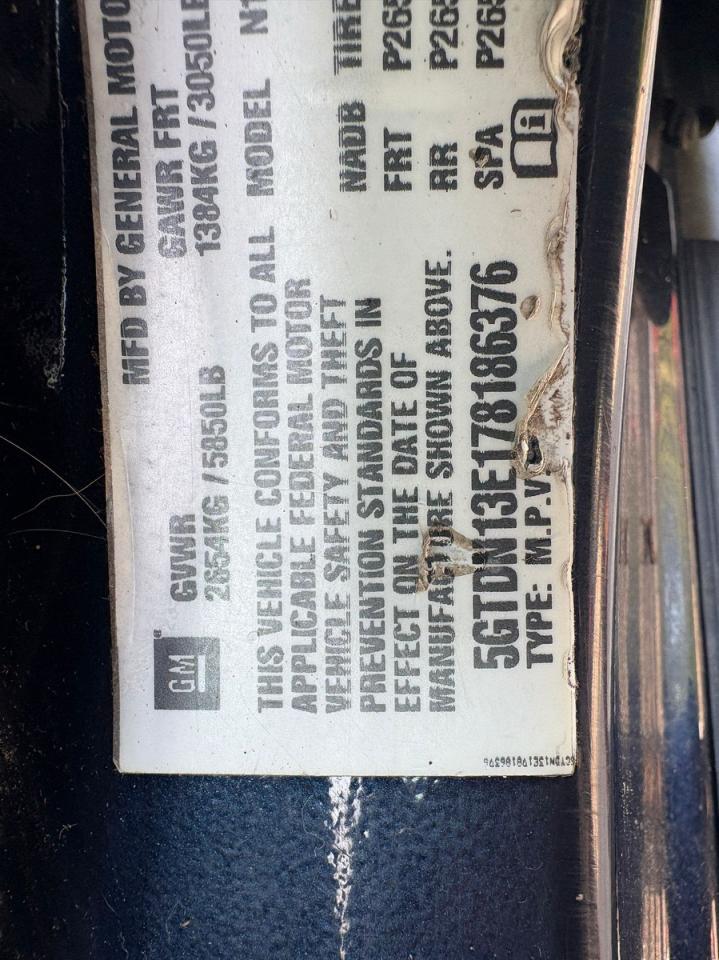 GM
MFD BY GENERAL MOTO
GVWR GAWR FRT
2654KG / 5850LB 1384KG / 3050LB
THIS VEHICLE CONFORMS TO ALL
APPLICABLE FEDERAL MOTOR
VEHICLE SAFETY AND THEFT
PREVENTION STANDARDS IN
EFFECT ON THE DATE OF
MANUFACTURE SHOWN ABOVE.
5GTDN13E178186376
TYPE: M.P.V
MODEL N1
NADB TIRE
FRT P265
RR P265
SPA P265
5GTDN13E178186376